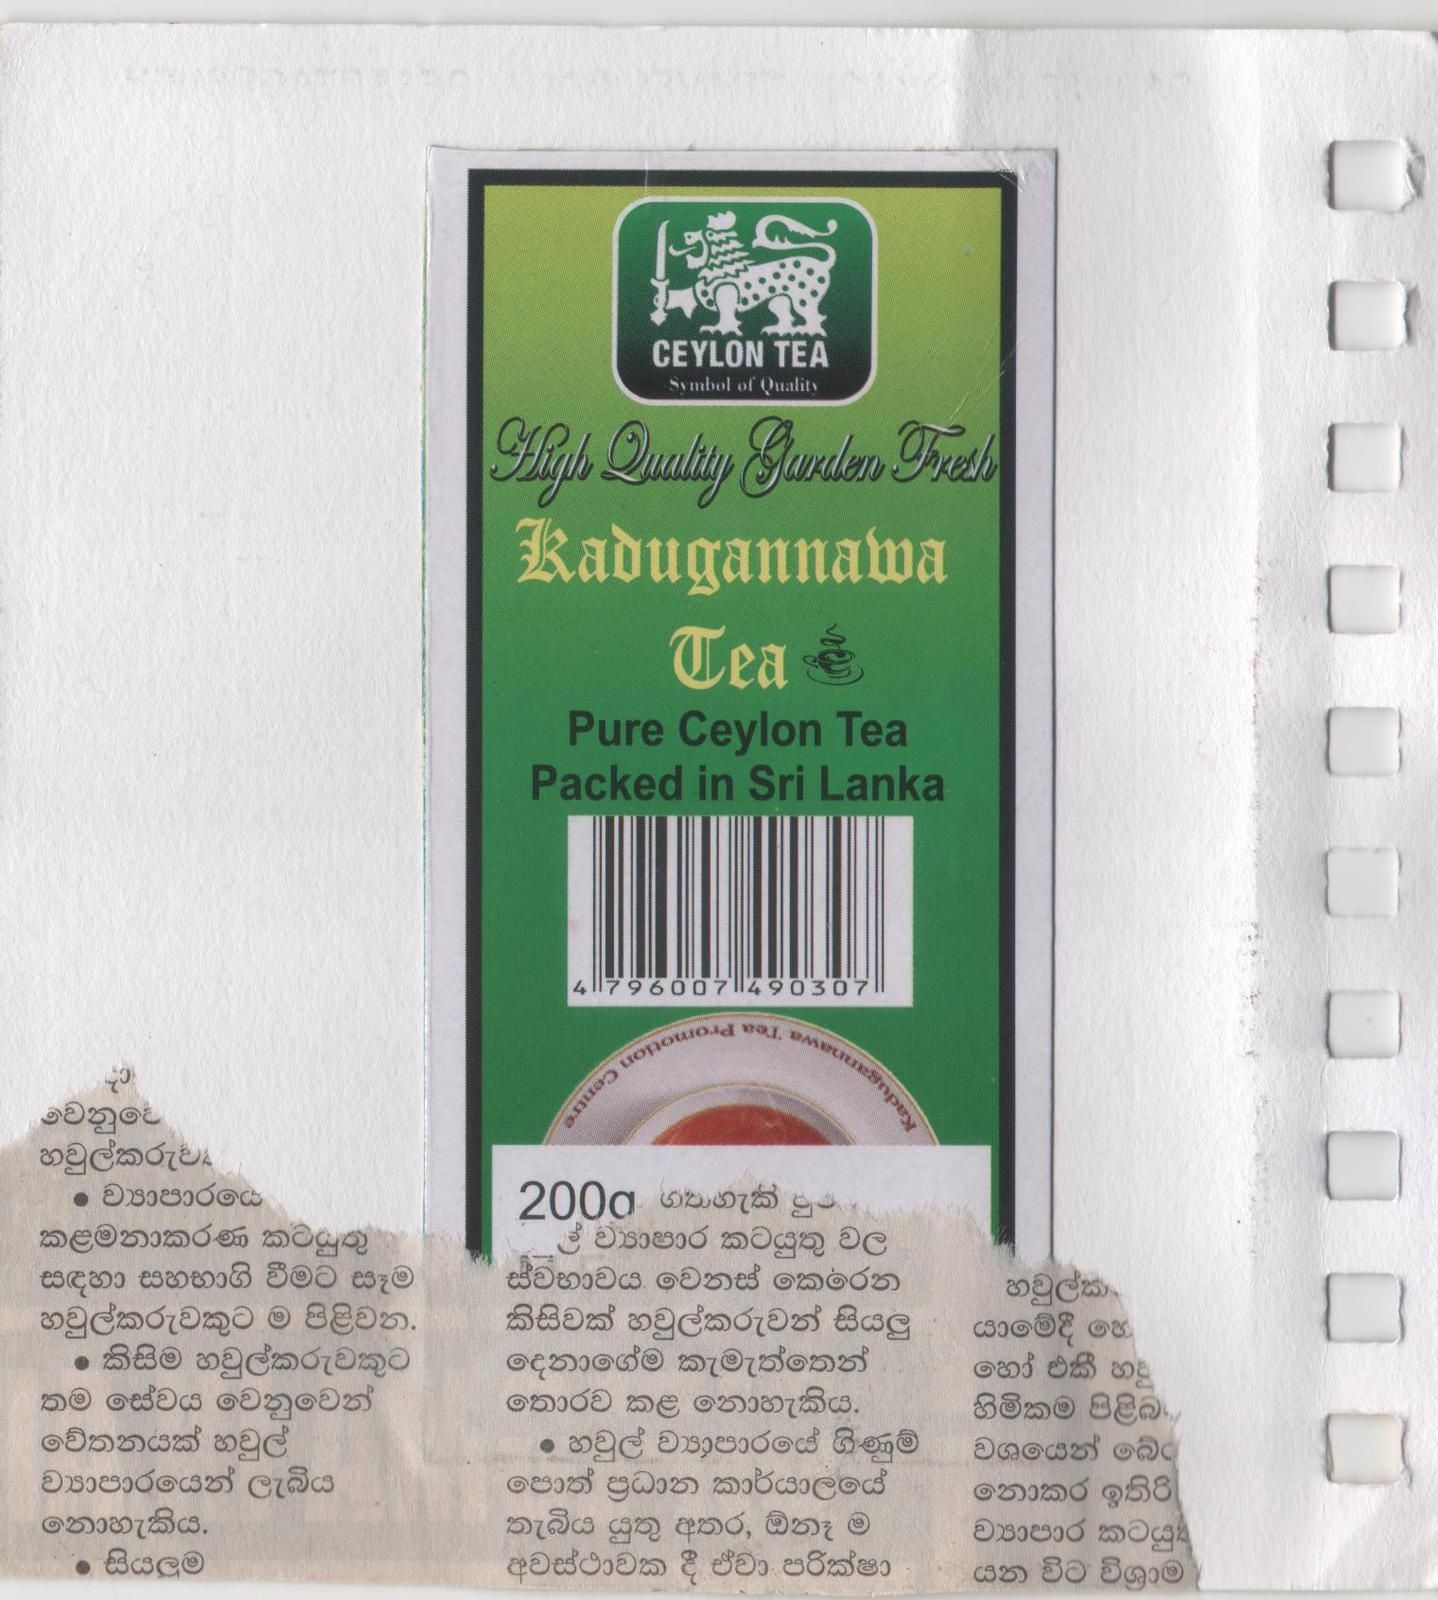 CEYLON TEA
Symbol of Quality
High Quality Garden Fresh
Kadugannawa
Tea
Pure Ceylon Tea
Packed in Sri Lanka
4 796007 490307
Kadugannawa Tea Promotion Centre
හවුල්කරුව
● ව්‍යාපාරයෙ
කළමනාකරණ කටයුතු
සඳහා සහභාගි වීමට සෑම
හවුල්කරුවකුට ම පිළිවන.
● කිසිම හවුල්කරුවකුට
තම සේවය වෙනුවෙන්
වේතනයක් හවුල්
ව්‍යාපාරයෙන් ලැබිය
නොහැකිය.
● සියලුම
ව්‍යාපාර කටයුතු වල
ස්වභාවය වෙනස් කෙරෙන
කිසිවක් හවුල්කරුවන් සියලු
දෙනාගේම කැමැත්තෙන්
තොරව කළ නොහැකිය.
● හවුල් ව්‍යාපාරයේ ගිණුම්
පොත් ප්‍රධාන කාර්යාලයේ
තැබිය යුතු අතර, ඕනෑ ම
අවස්ථාවක දී ඒවා පරික්ෂා
යාමේදී
හෝ එකී
හිමිකම
වශයෙන්
නොකර ඉතිරි
ව්‍යාපාර
යන විට විශ්‍රාම